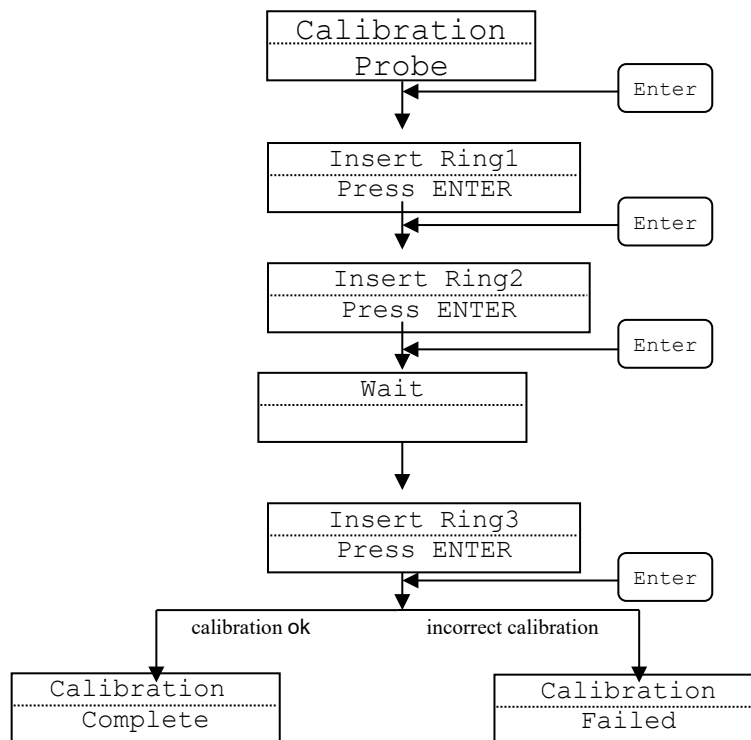 Calibration
Probe
Enter
Insert Ring1
Press ENTER
Enter
Insert Ring2
Press ENTER
Enter
Wait
Insert Ring3
Press ENTER
Enter
calibration ok
incorrect calibration
Calibration
Complete
Calibration
Failed